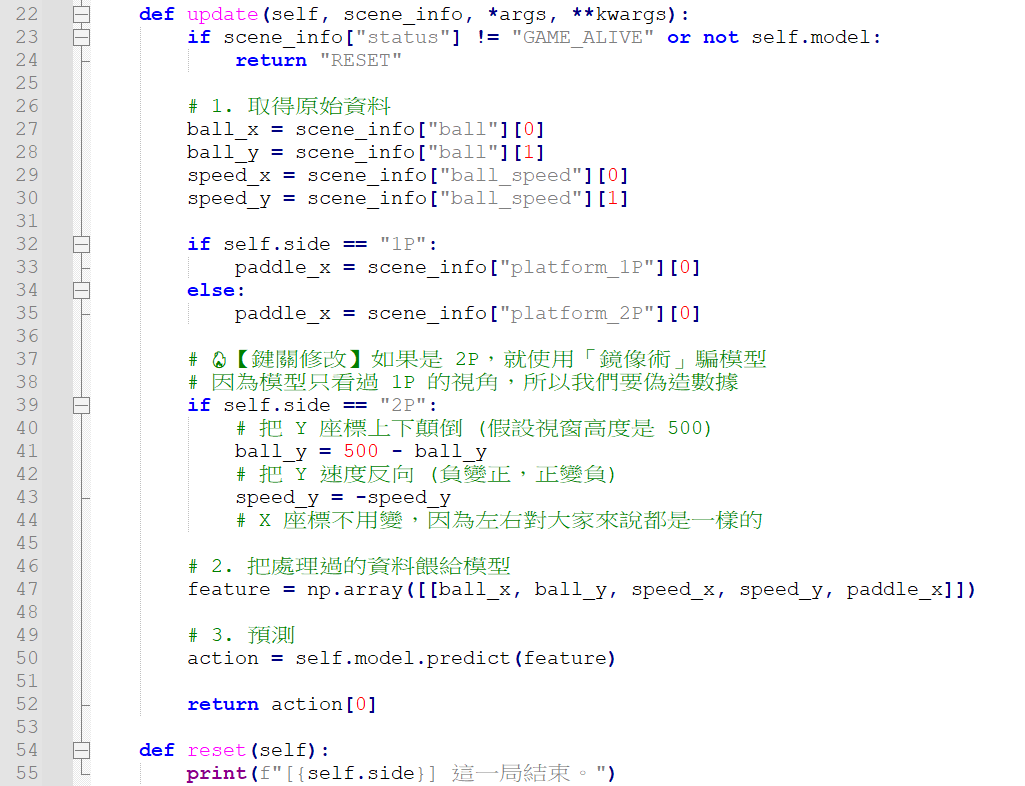 22 def update(self, scene_info, *args, **kwargs):
23 if scene_info["status"] != "GAME_ALIVE" or not self.model:
24 return "RESET"
25
26 # 1. 取得原始資料
27 ball_x = scene_info["ball"][0]
28 ball_y = scene_info["ball"][1]
29 speed_x = scene_info["ball_speed"][0]
30 speed_y = scene_info["ball_speed"][1]
31
32 if self.side == "1P":
33 paddle_x = scene_info["platform_1P"][0]
34 else:
35 paddle_x = scene_info["platform_2P"][0]
36
37 # 🔥【鍵關修改】如果是 2P，就使用「鏡像術」騙模型
38 # 因為模型只看過 1P 的視角，所以我們要偽造數據
39 if self.side == "2P":
40 # 把 Y 座標上下顛倒 (假設視窗高度是 500)
41 ball_y = 500 - ball_y
42 # 把 Y 速度反向 (負變正，正變負)
43 speed_y = -speed_y
44 # X 座標不用變，因為左右對大家來說都是一樣的
45
46 # 2. 把處理過的資料餵給模型
47 feature = np.array([[ball_x, ball_y, speed_x, speed_y, paddle_x]])
48
49 # 3. 預測
50 action = self.model.predict(feature)
51
52 return action[0]
53
54 def reset(self):
55 print(f"[{self.side}] 這一局結束。")